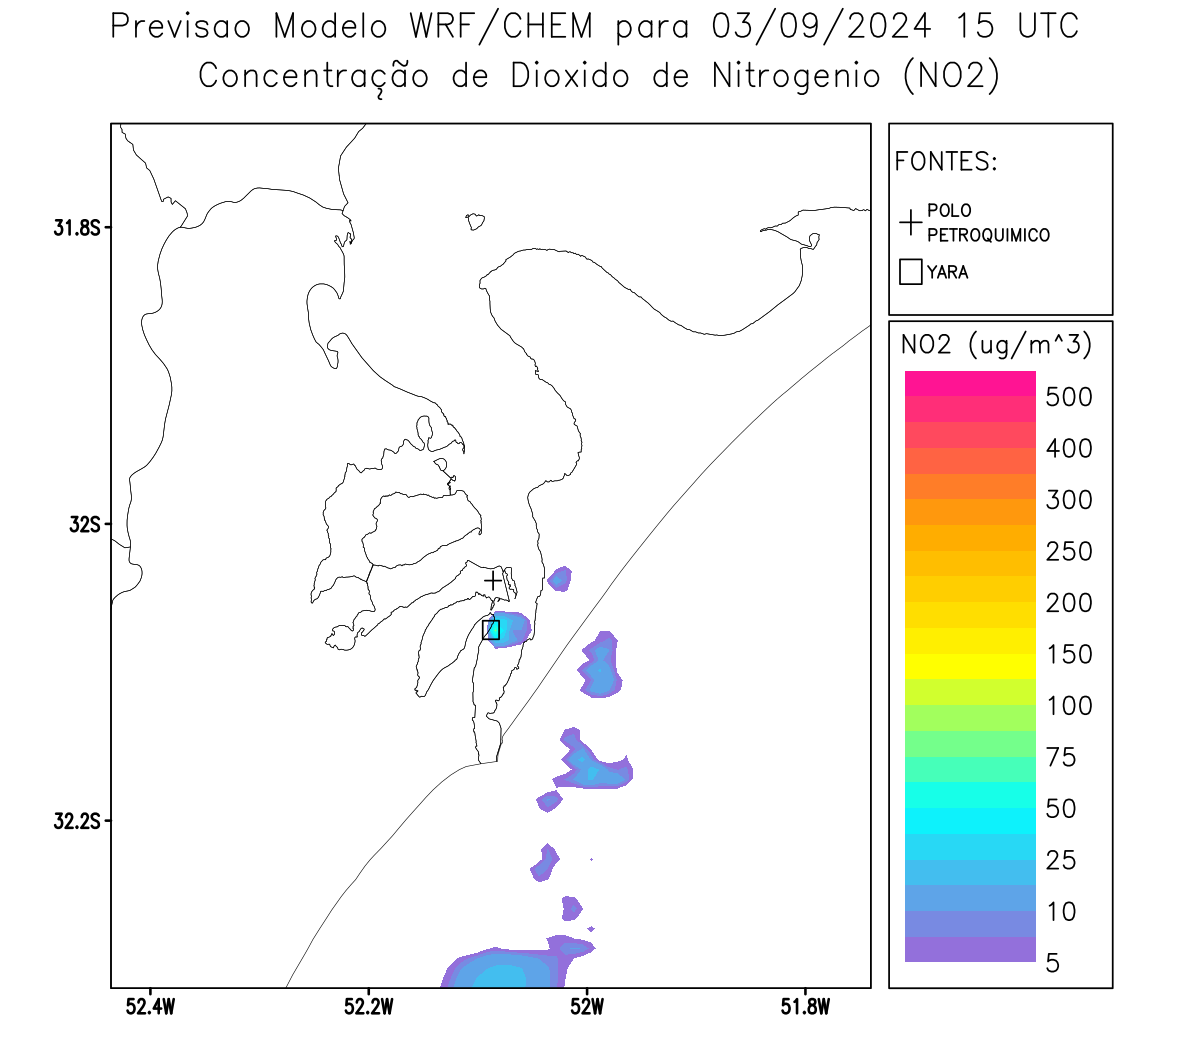 Previsao Modelo WRF/CHEM para 03/09/2024 15 UTC
Concentração de Dioxido de Nitrogenio (NO2)
FONTES:
POLO
PETROQUIMICO
YARA
NO2 (ug/m^3)
500
400
300
250
200
150
100
75
50
25
10
5
31.8S
32S
32.2S
52.4W
52.2W
52W
51.8W